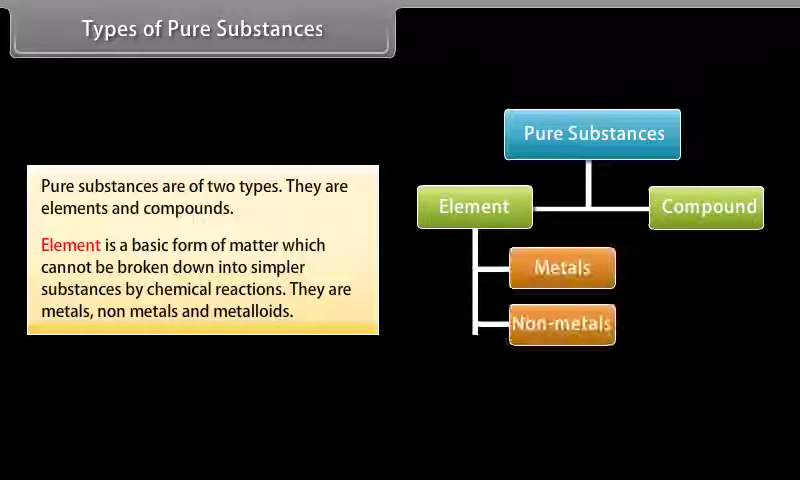 Types of Pure Substances
Pure substances are of two types. They are
elements and compounds.
Element is a basic form of matter which
cannot be broken down into simpler
substances by chemical reactions. They are
metals, non metals and metalloids.
Pure Substances
Element
Compound
Metals
Non-metals